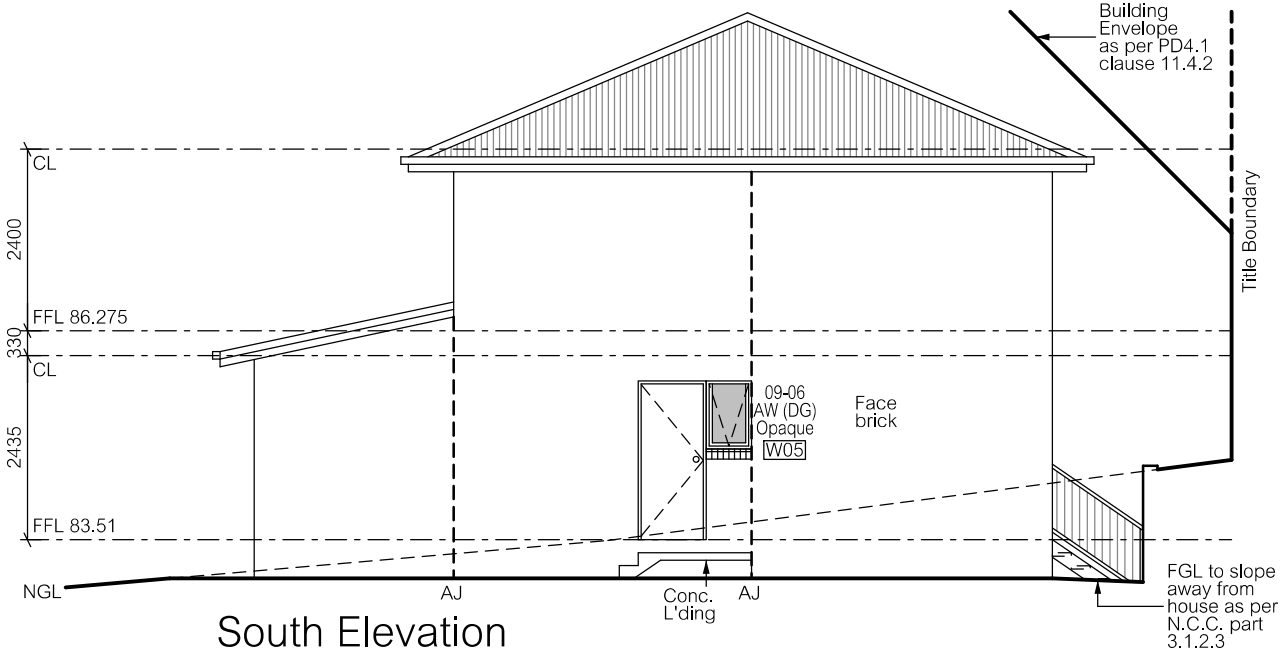 Building
Envelope
as per PD4.1
clause 11.4.2
CL
2400
Title Boundary
FFL 86.275
330
CL
2435
09-06
AW (DG)
Opaque
W05
Face
brick
FFL 83.51
NGL
AJ
Conc.
L'ding
AJ
FGL to slope
away from
house as per
N.C.C. part
3.1.2.3
South Elevation